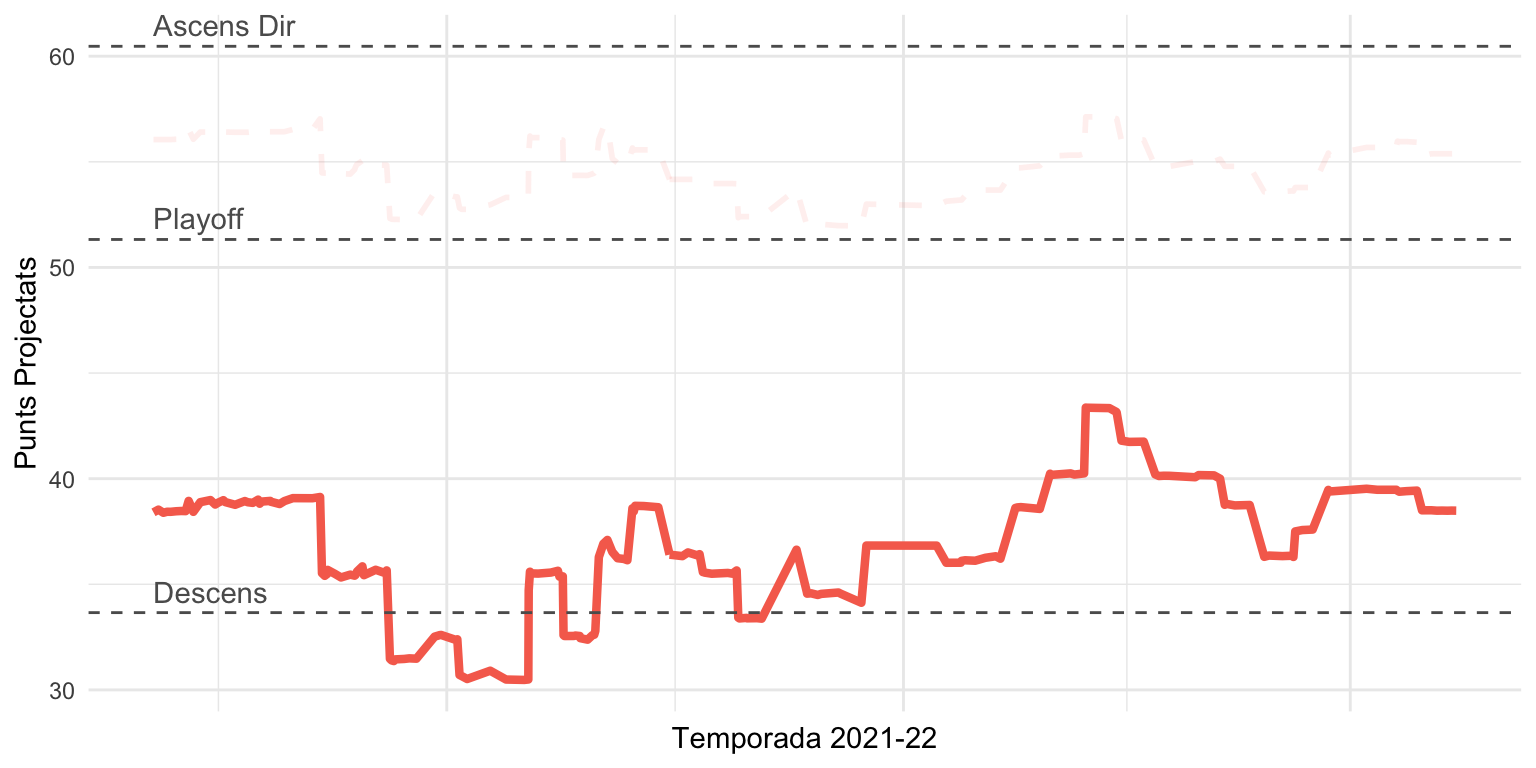 Ascens Dir
60
Playoff
50
Punts Projectats
40
Descens
30
Temporada 2021-22